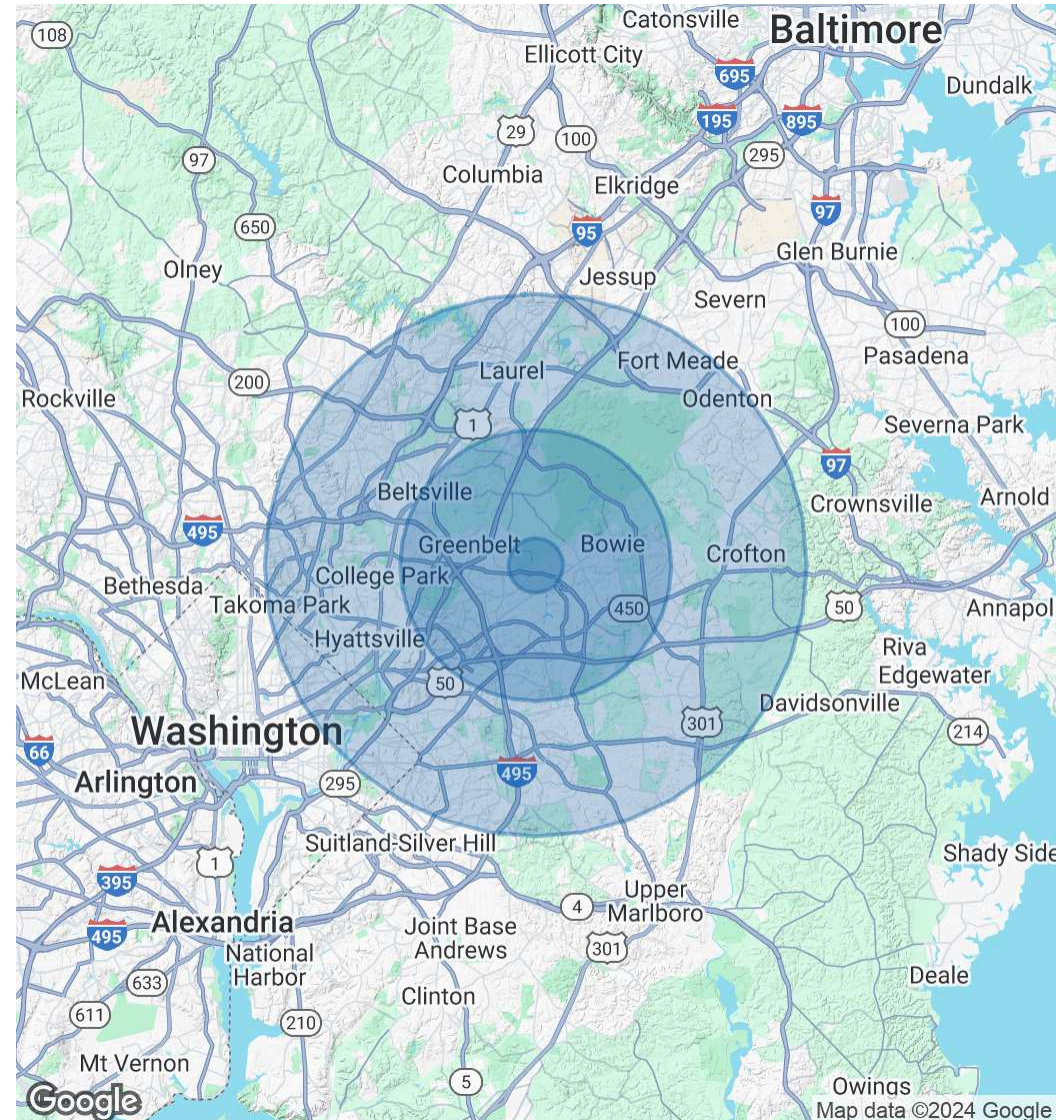 Catonsville
Baltimore
108
Ellicott City
695
Dundalk
195
895
29
100
295
97
Columbia
Elkridge
97
650
95
Glen Burnie
Olney
Jessup
Severn
100
Laurel
Fort Meade
Pasadena
200
Rockville
Odenton
1
Severna Park
97
Beltsville
Arnold
Crownsville
495
Greenbelt
Bowie
Crofton
College Park
Bethesda
Takoma Park
450
50
Annapol
Hyattsville
Riva
Edgewater
McLean
50
Davidsonville
Washington
301
214
66
495
Arlington
295
Suitland-Silver Hill
Shady Side
1
395
Upper
Marlboro
4
Alexandria
Joint Base
Andrews
495
301
National
Harbor
Deale
633
Clinton
611
210
Mt Vernon
5
Owings
Google
Map data ©2024 Google